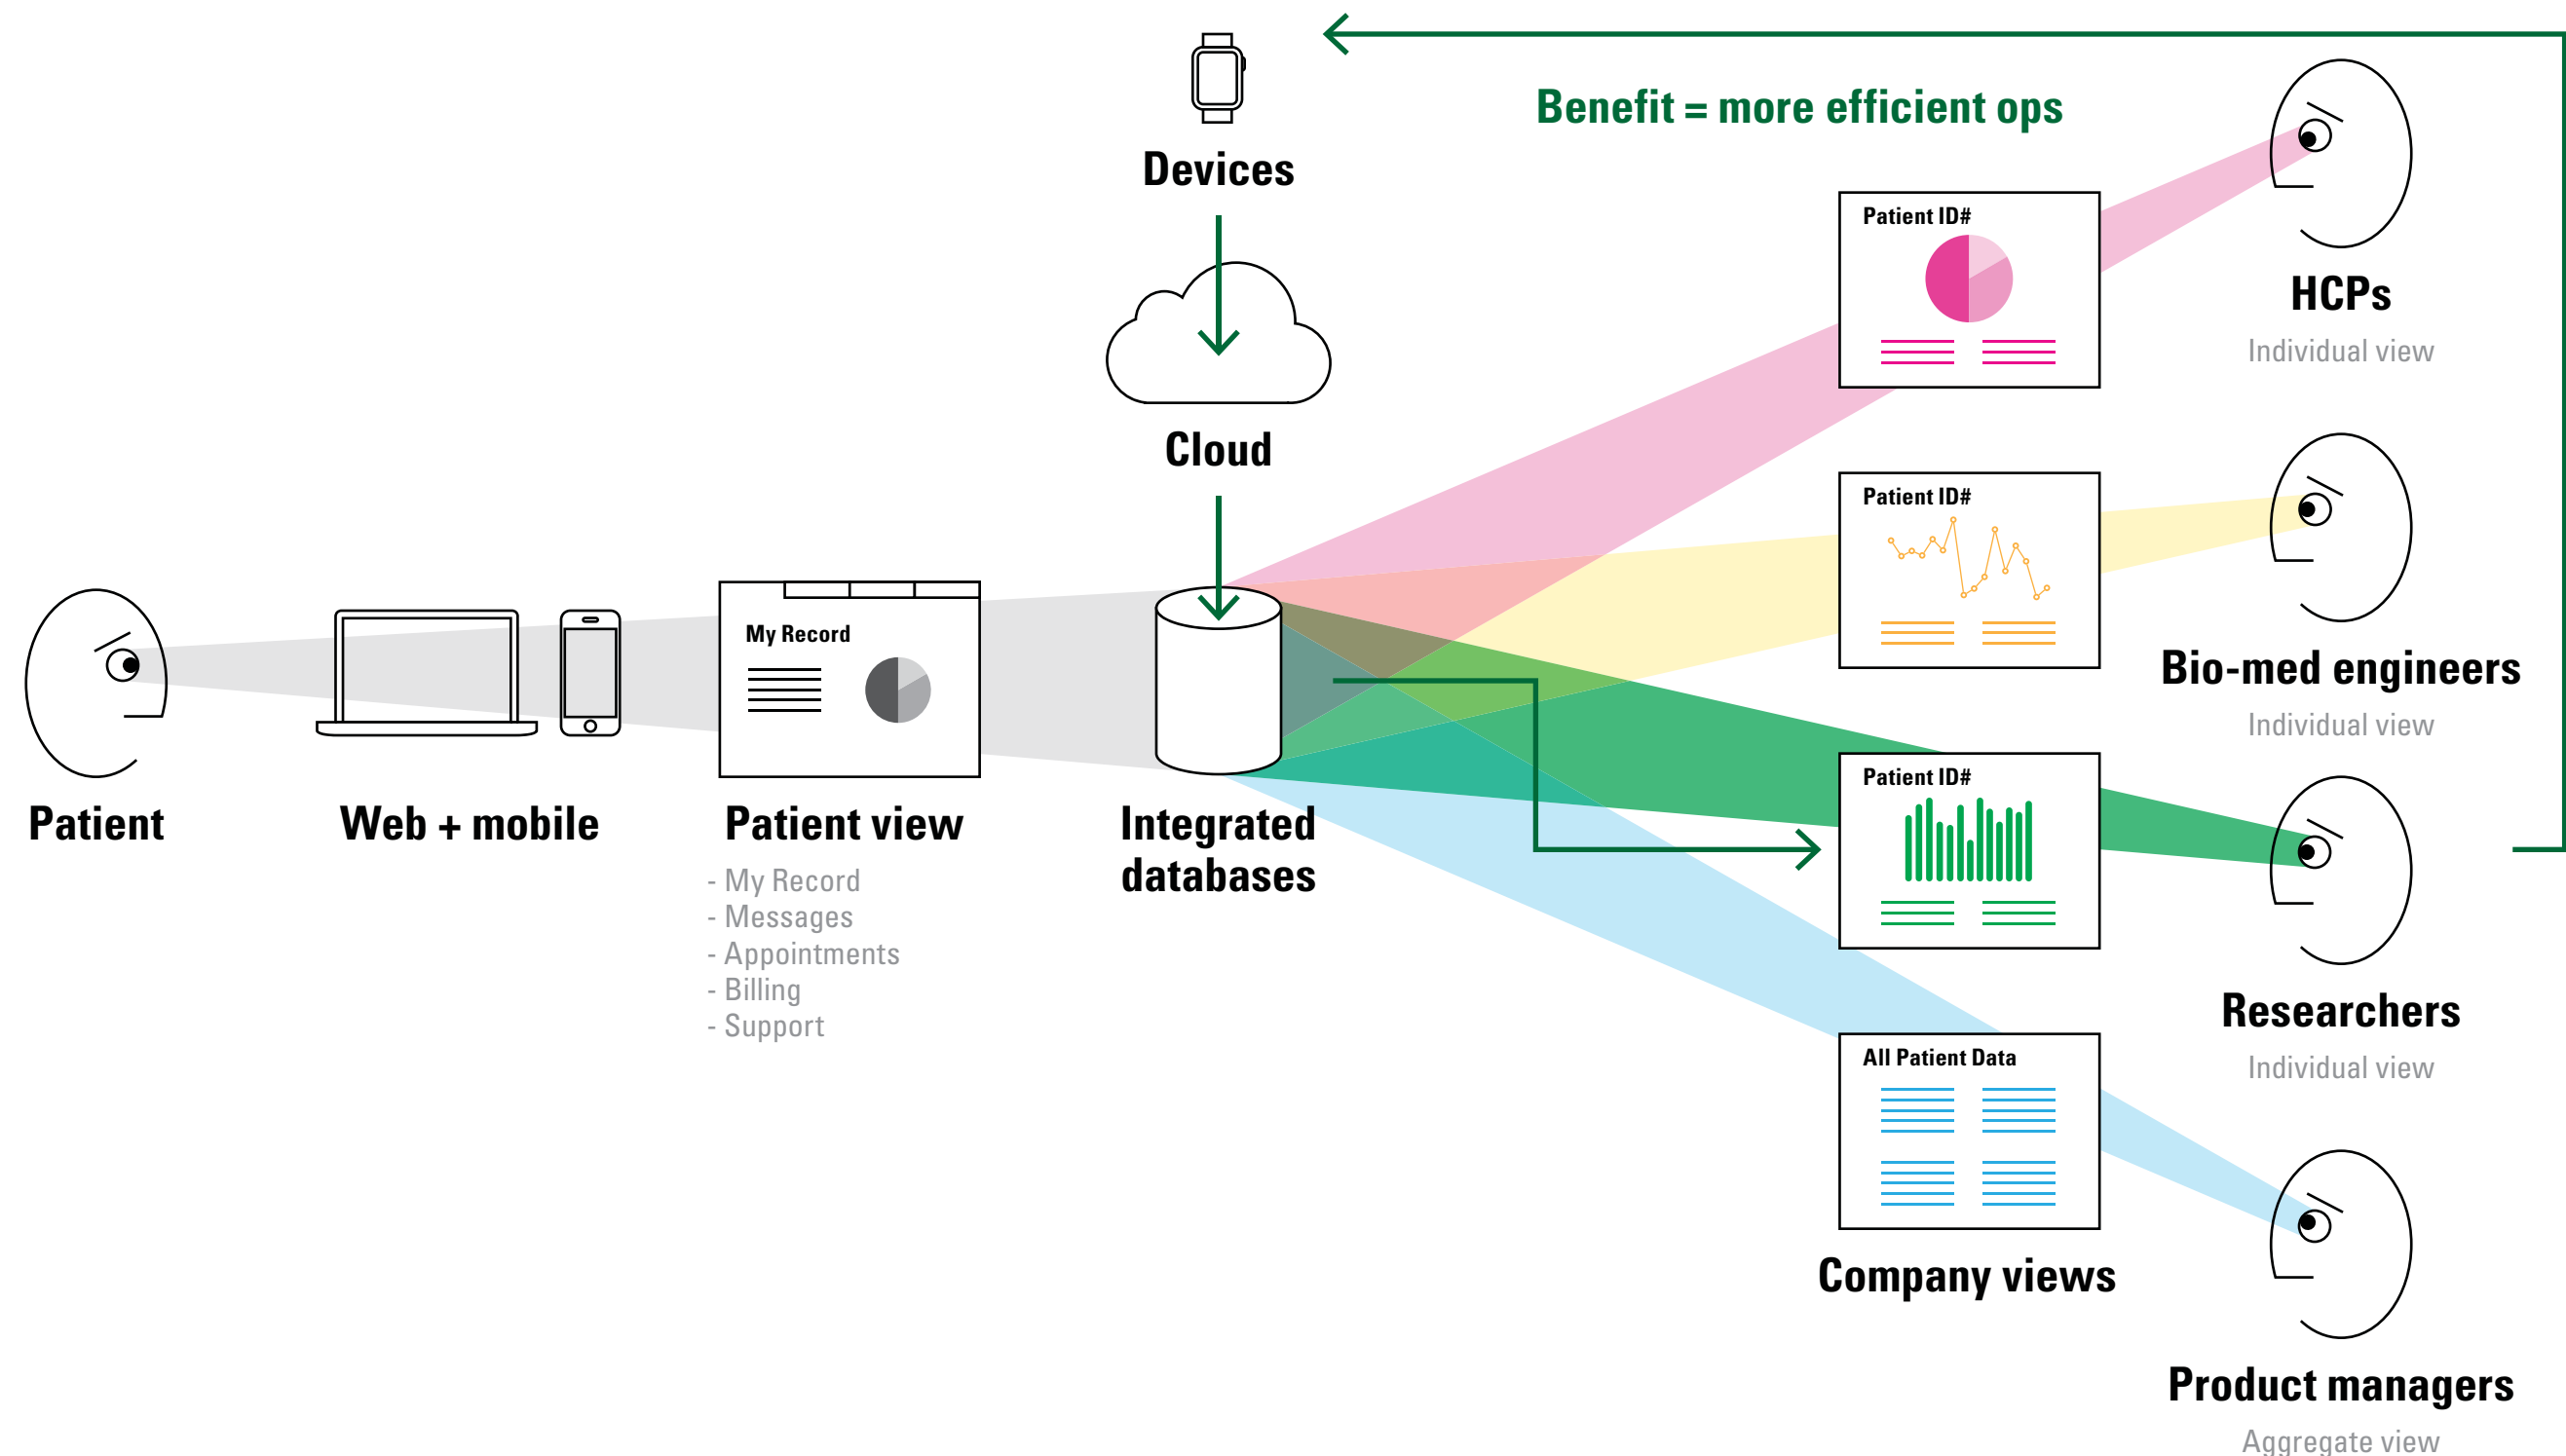 Devices
Benefit = more efficient ops
Patient ID#
HCPs
Individual view
Cloud
Patient ID#
Bio-med engineers
Individual view
My Record
Patient
Web + mobile
Patient view
- My Record
- Messages
- Appointments
- Billing
- Support
Integrated
databases
Patient ID#
Researchers
Individual view
All Patient Data
Company views
Product managers
Aggregate view